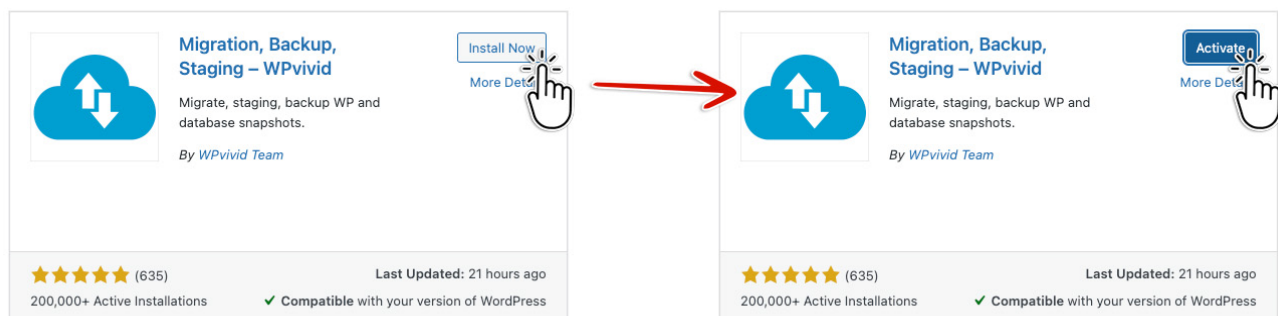 Migration, Backup,
Staging – WPvivid
Install Now
More Deta
Migrate, staging, backup WP and
database snapshots.
By WPvivid Team
(635)
Last Updated: 21 hours ago
200,000+ Active Installations
✔ Compatible with your version of WordPress
Migration, Backup,
Staging – WPvivid
Activate
More Deta
Migrate, staging, backup WP and
database snapshots.
By WPvivid Team
(635)
Last Updated: 21 hours ago
200,000+ Active Installations
✔ Compatible with your version of WordPress